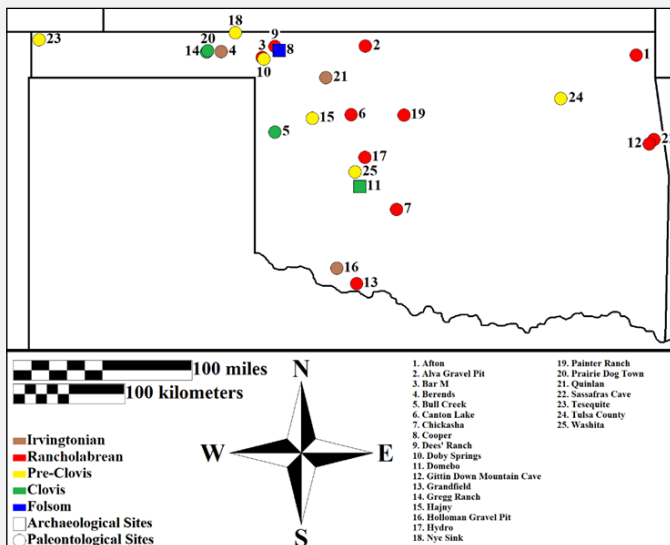 18
23
20
14
4
3
9
8
10
2
1
21
24
15
6
19
5
12
17
25
11
7
16
13
100 miles
100 kilometers
N
W
E
S
Irvingtonian
Rancholabrean
Pre-Clovis
Clovis
Folsom
Archaeological Sites
Paleontological Sites
1. Afton
2. Alva Gravel Pit
3. Bar M
4. Berends
5. Bull Creek
6. Canton Lake
7. Chickasha
8. Cooper
9. Dees' Ranch
10. Doby Springs
11. Domebo
12. Gittin Down Mountain Cave
13. Grandfield
14. Gregg Ranch
15. Hajny
16. Holloman Gravel Pit
17. Hydro
18. Nye Sink
19. Painter Ranch
20. Prairie Dog Town
21. Quinlan
22. Sassafras Cave
23. Tesequite
24. Tulsa County
25. Washita